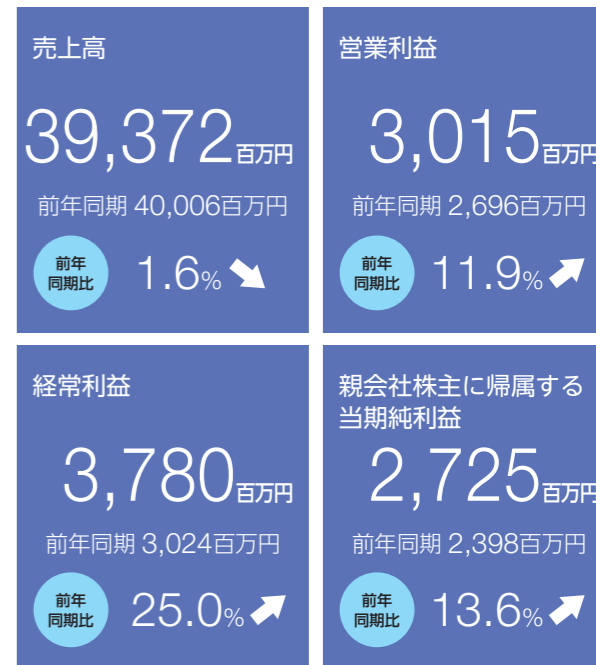 売上高
39,372百万円
前年同期 40,006百万円
前年
同期比
1.6%
営業利益
3,015百万円
前年同期 2,696百万円
前年
同期比
11.9%
経常利益
3,780百万円
前年同期 3,024百万円
前年
同期比
25.0%
親会社株主に帰属する
当期純利益
2,725百万円
前年同期 2,398百万円
前年
同期比
13.6%